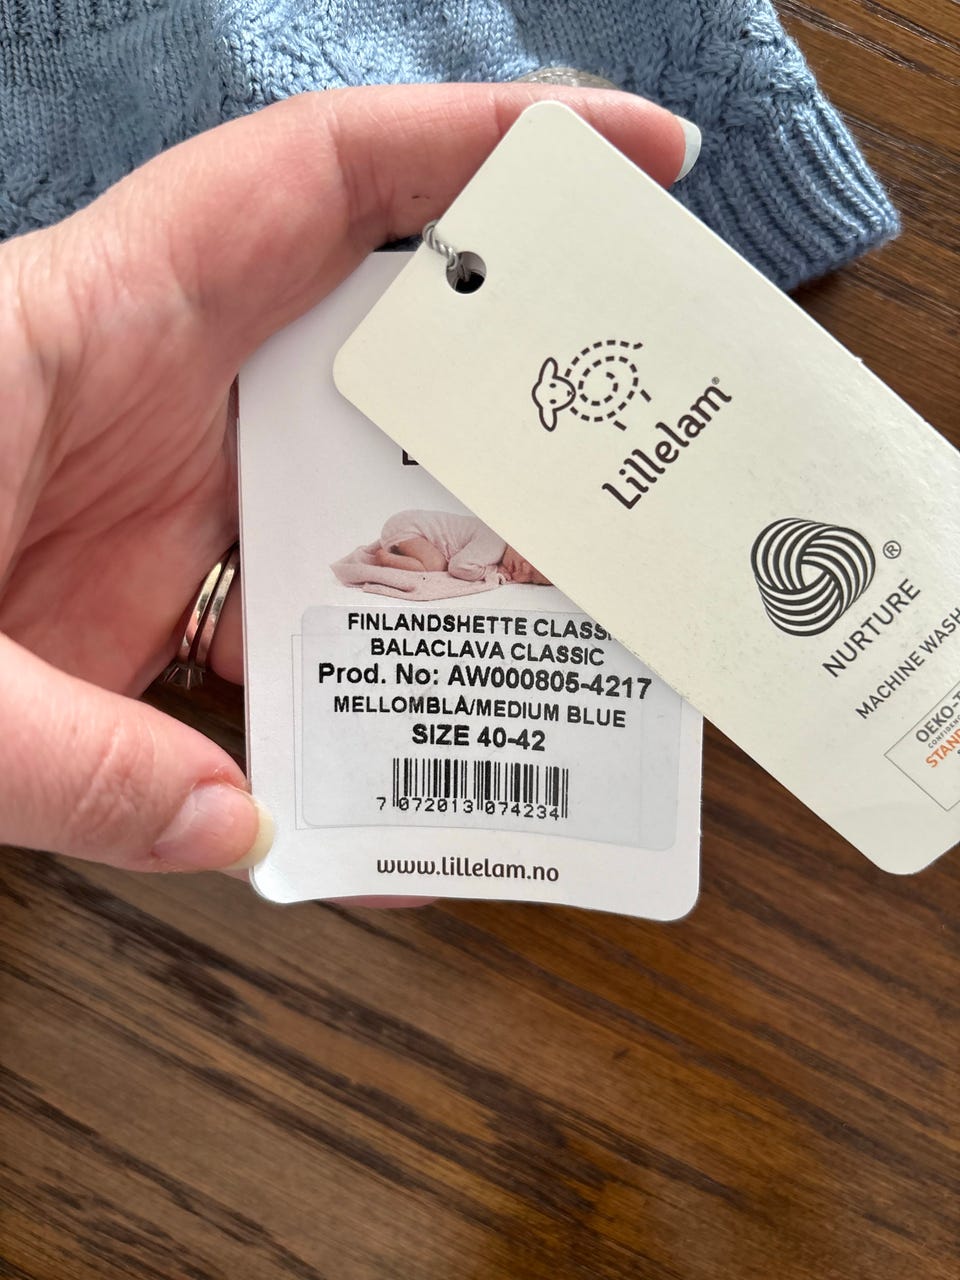 Lillelam®
®
NURTURE
MACHINE WASH
OEKO-T
STAND
FINLANDSHETTE CLASSI
BALACLAVA CLASSIC
Prod. No: AW000805-4217
MELLOMBLÅ/MEDIUM BLUE
SIZE 40-42
7 072013 074234
www.lillelam.no